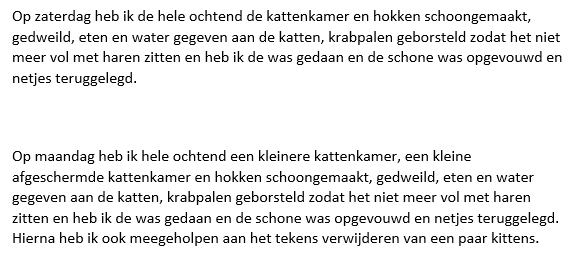 Op zaterdag heb ik de hele ochtend de kattenkamer en hokken schoongemaakt,
gedweild, eten en water gegeven aan de katten, krabpalen geborsteld zodat het niet
meer vol met haren zitten en heb ik de was gedaan en de schone was opgevouwd en
netjes teruggelegd.
Op maandag heb ik hele ochtend een kleinere kattenkamer, een kleine
afgeschermde kattenkamer en hokken schoongemaakt, gedweild, eten en water
gegeven aan de katten, krabpalen geborsteld zodat het niet meer vol met haren
zitten en heb ik de was gedaan en de schone was opgevouwd en netjes teruggelegd.
Hierna heb ik ook meegeholpen aan het tekens verwijderen van een paar kittens.